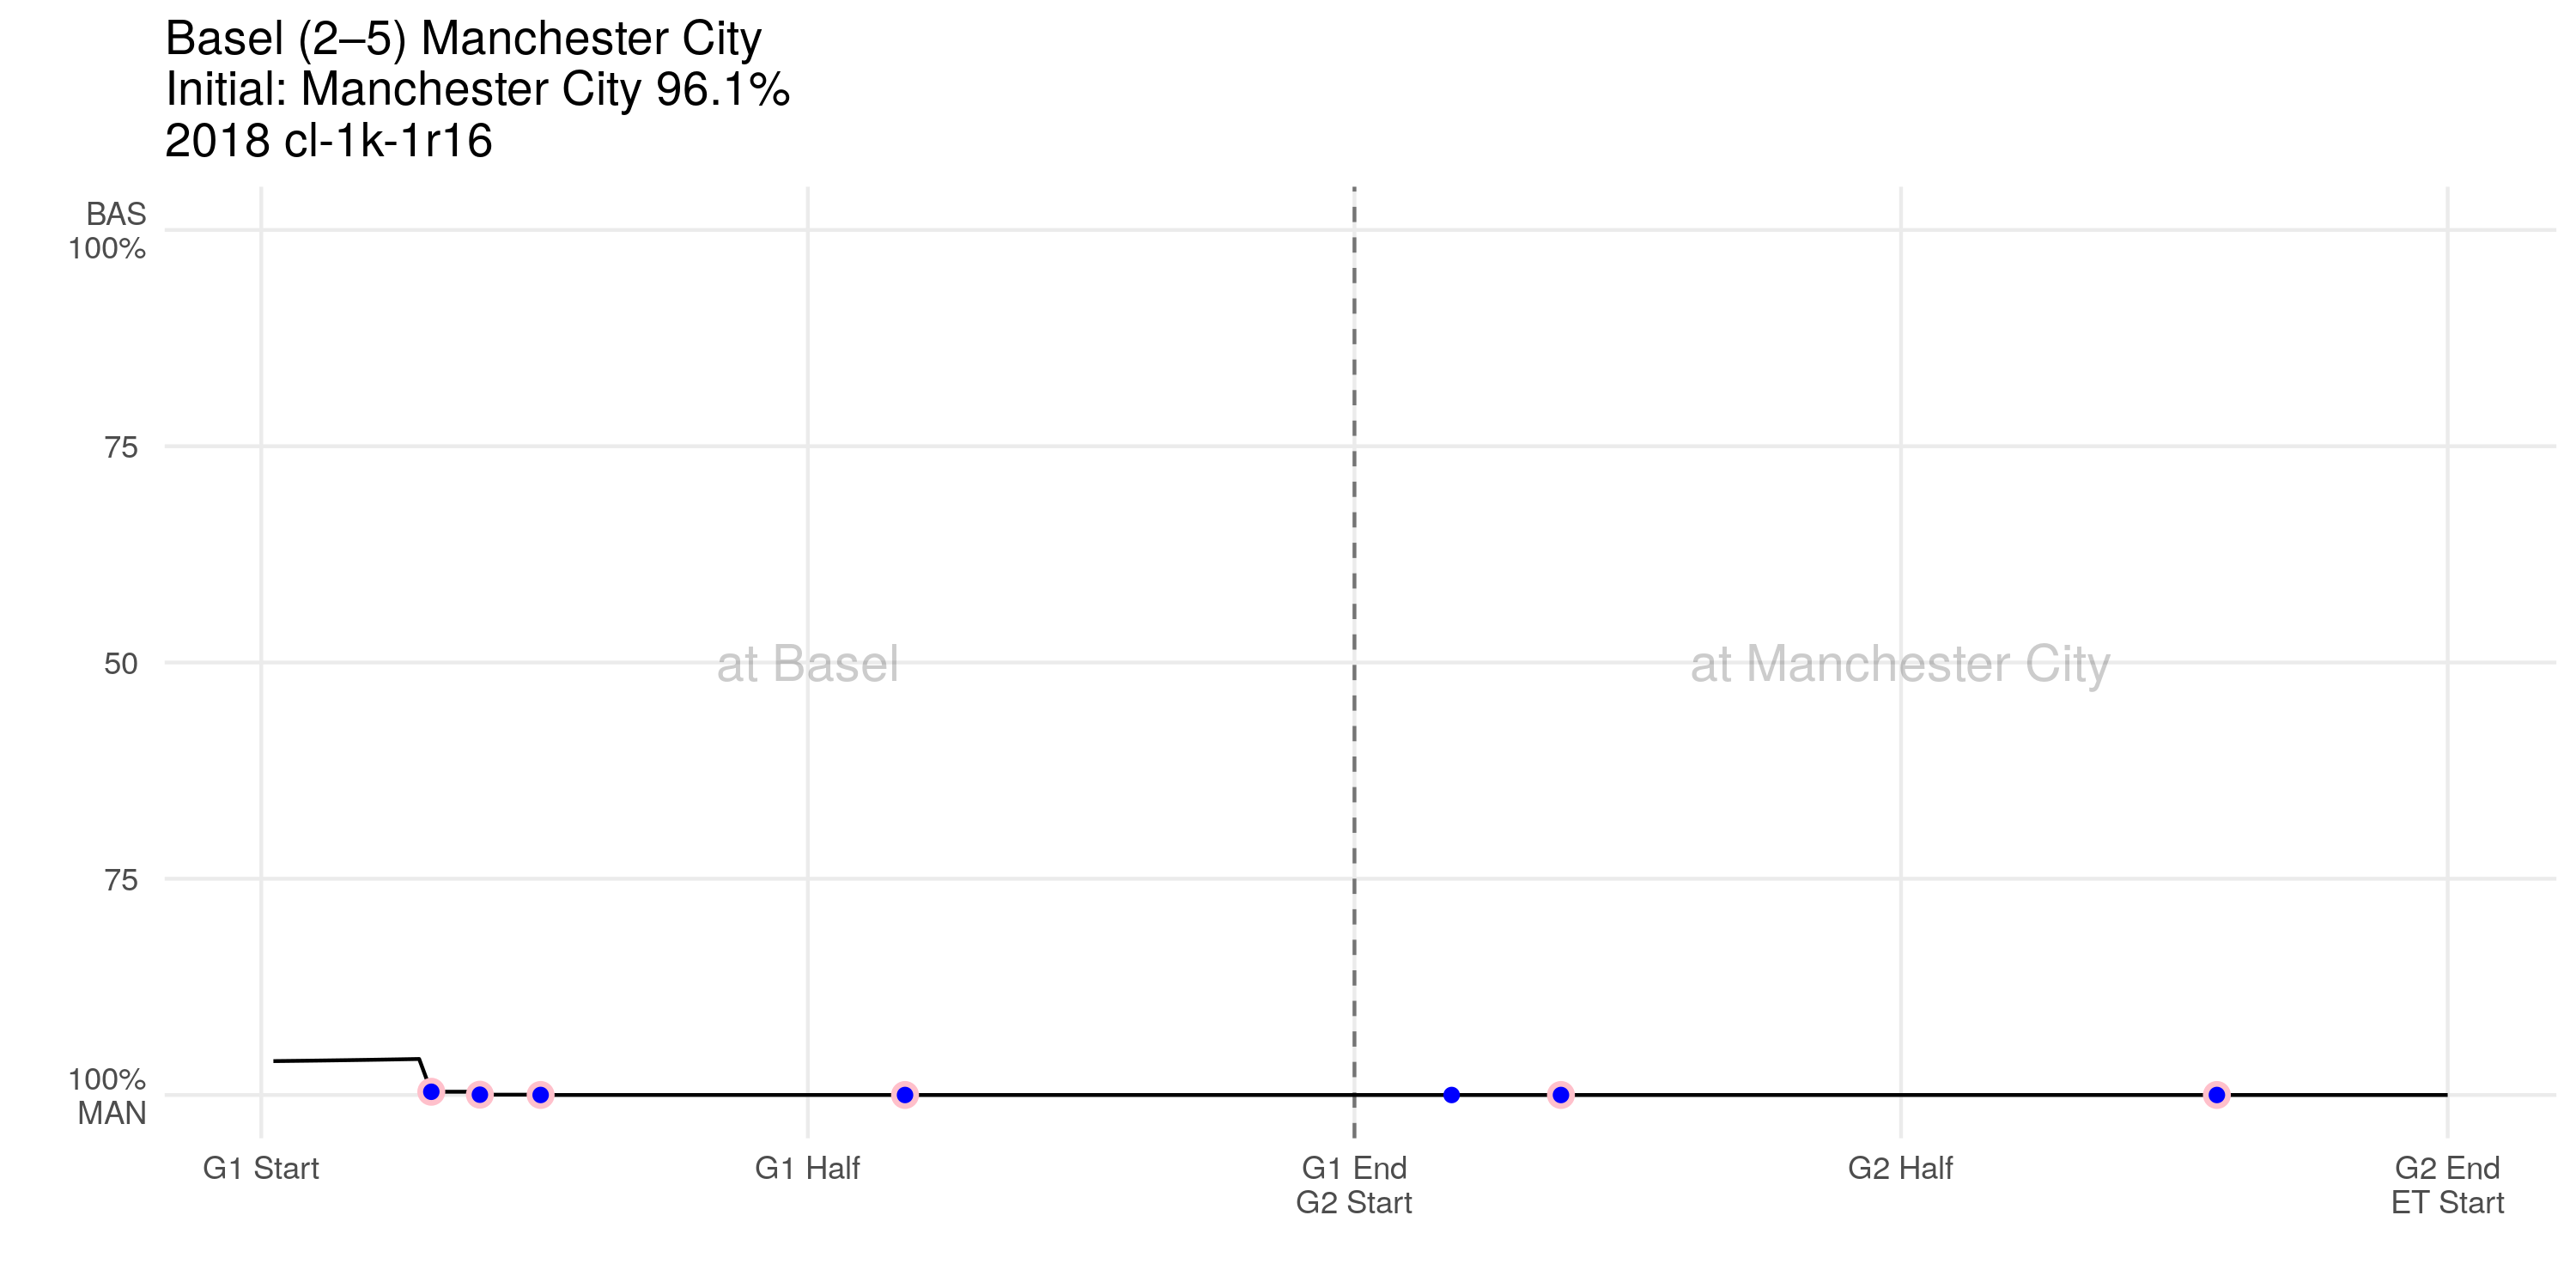 Basel (2–5) Manchester City
Initial: Manchester City 96.1%
2018 cl-1k-1r16
BAS
100%
75
50
75
100%
MAN
at Basel
at Manchester City
G1 Start
G1 Half
G1 End
G2 Start
G2 Half
G2 End
ET Start